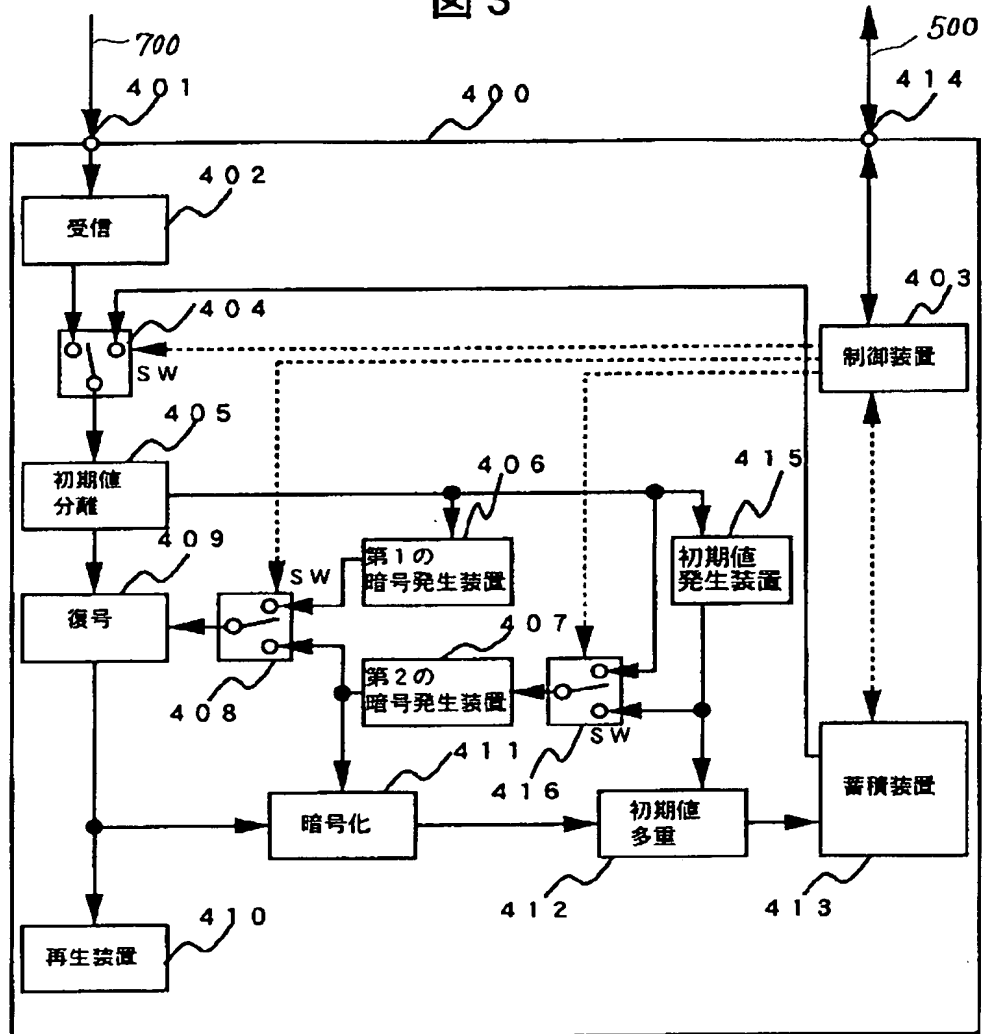 図3
700
500
401
400
414
402
受信
403
404
制御装置
SW
405
初期値
分離
406
415
409
第1の
暗号発生装置
初期値
発生装置
SW
復号
407
第2の
暗号発生装置
408
SW
411
416
蓄積装置
暗号化
初期値
多重
412
413
410
再生装置